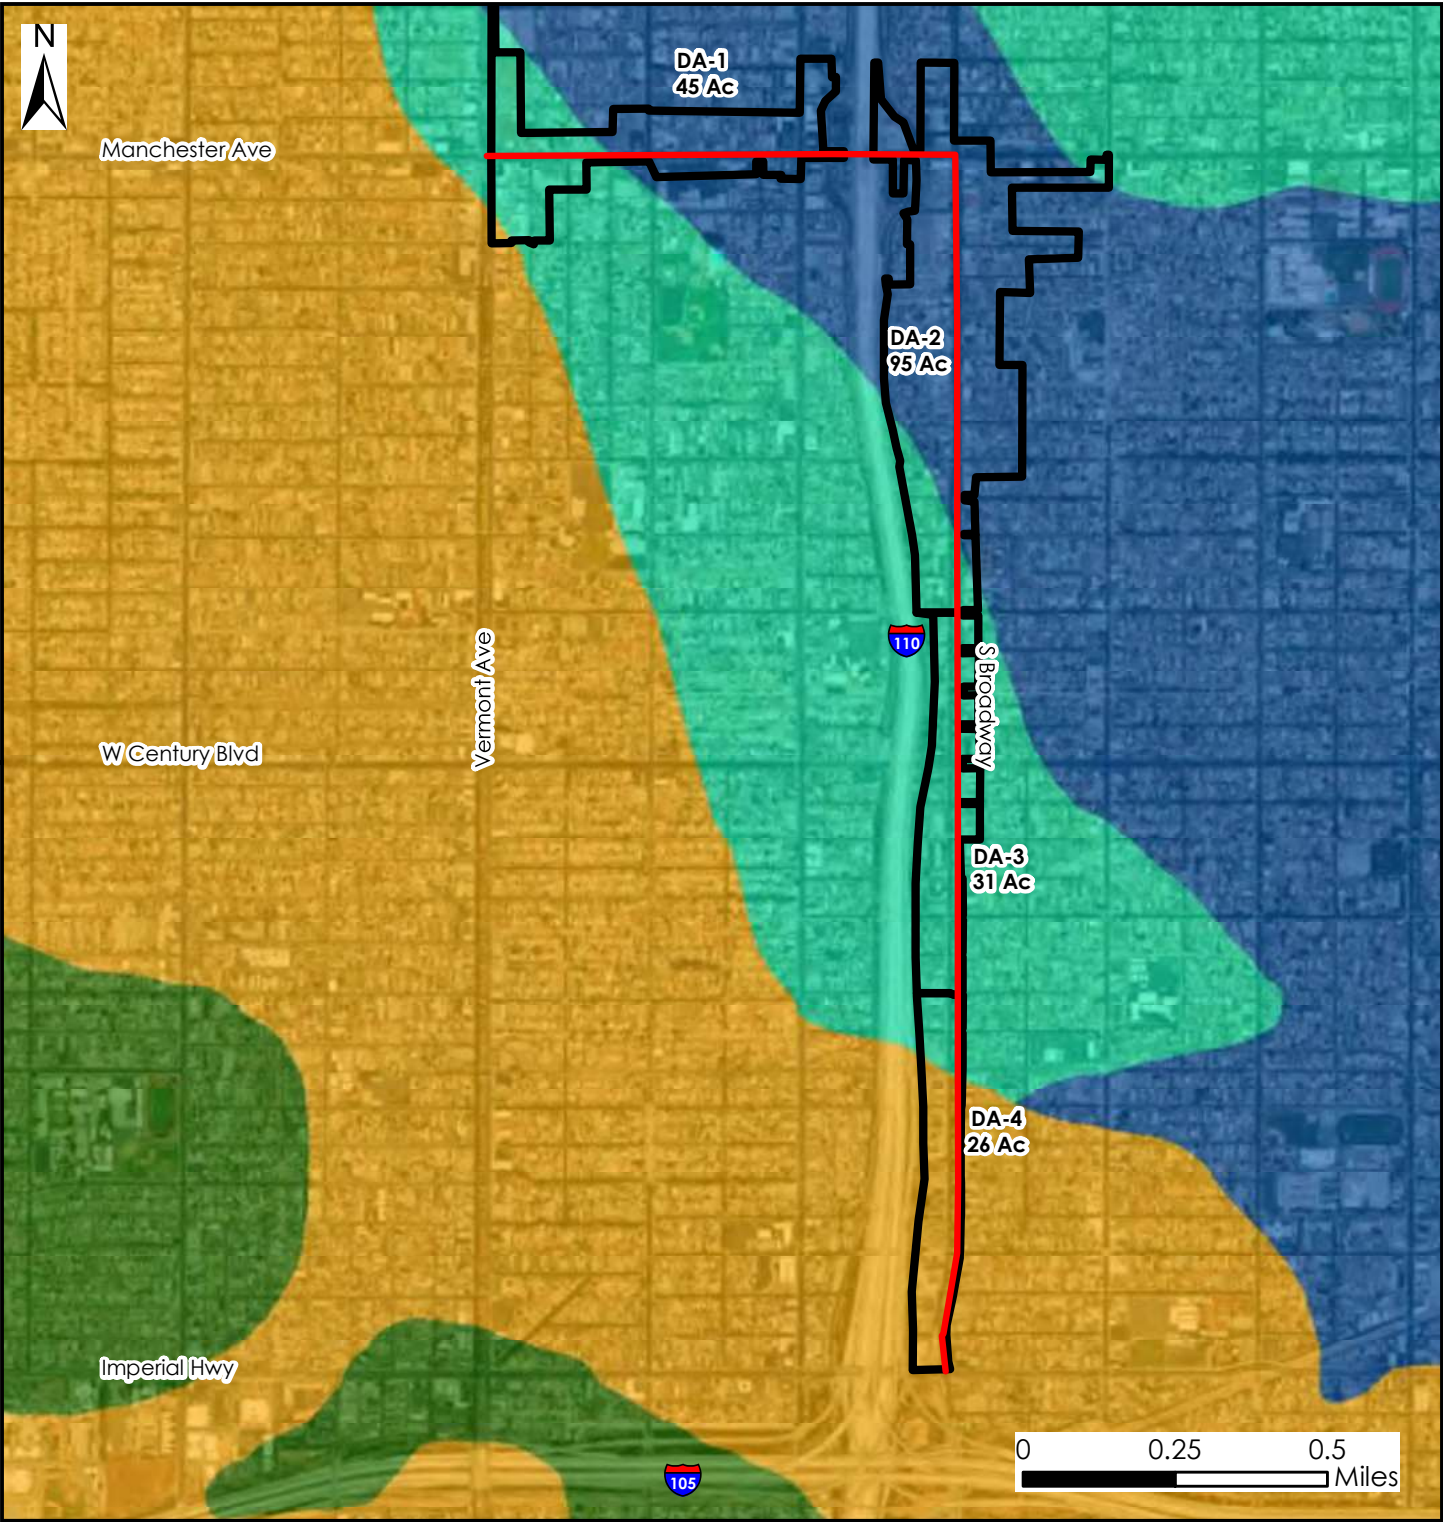 N
DA-1
45 Ac
Manchester Ave
DA-2
95 Ac
110
Vermont Ave
S Broadway
W Century Blvd
DA-3
31 Ac
DA-4
26 Ac
Imperial Hwy
105
0 0.25 0.5
Miles